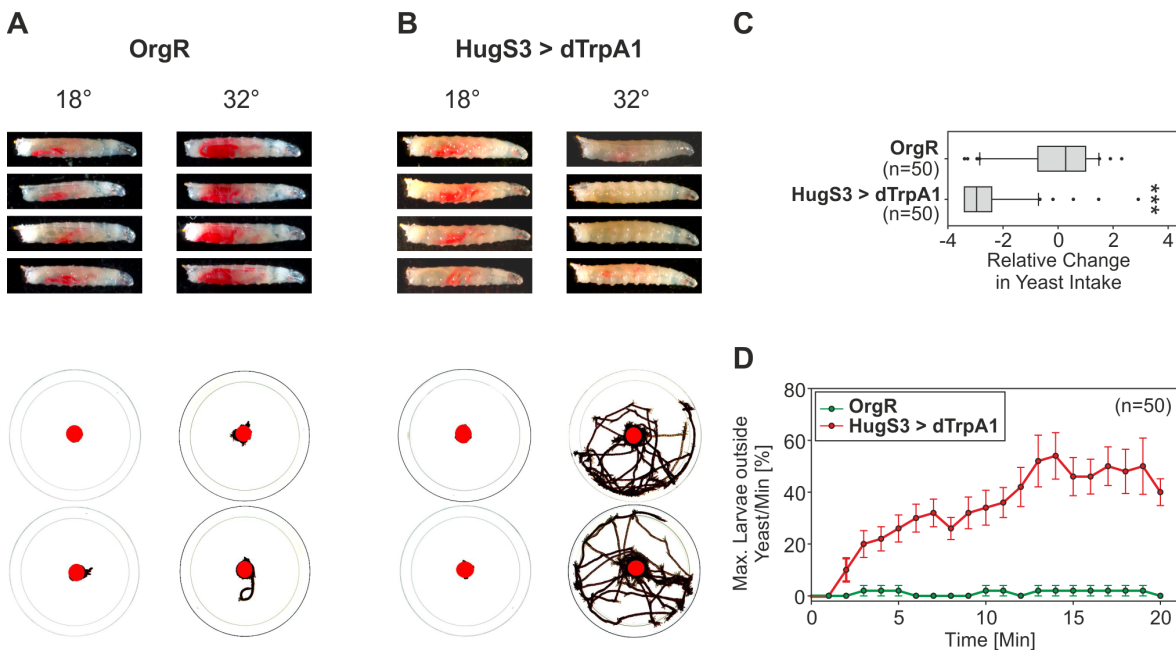 A
OrgR
18°
32°
B
HugS3 > dTrpA1
18°
32°
C
OrgR
(n=50)
HugS3 > dTrpA1
(n=50)
***
-4
-2
0
2
4
Relative Change
in Yeast Intake
D
Max. Larvae outside
Yeast/Min [%]
80
60
40
20
0
OrgR
HugS3 > dTrpA1
(n=50)
0
5
10
15
20
Time [Min]